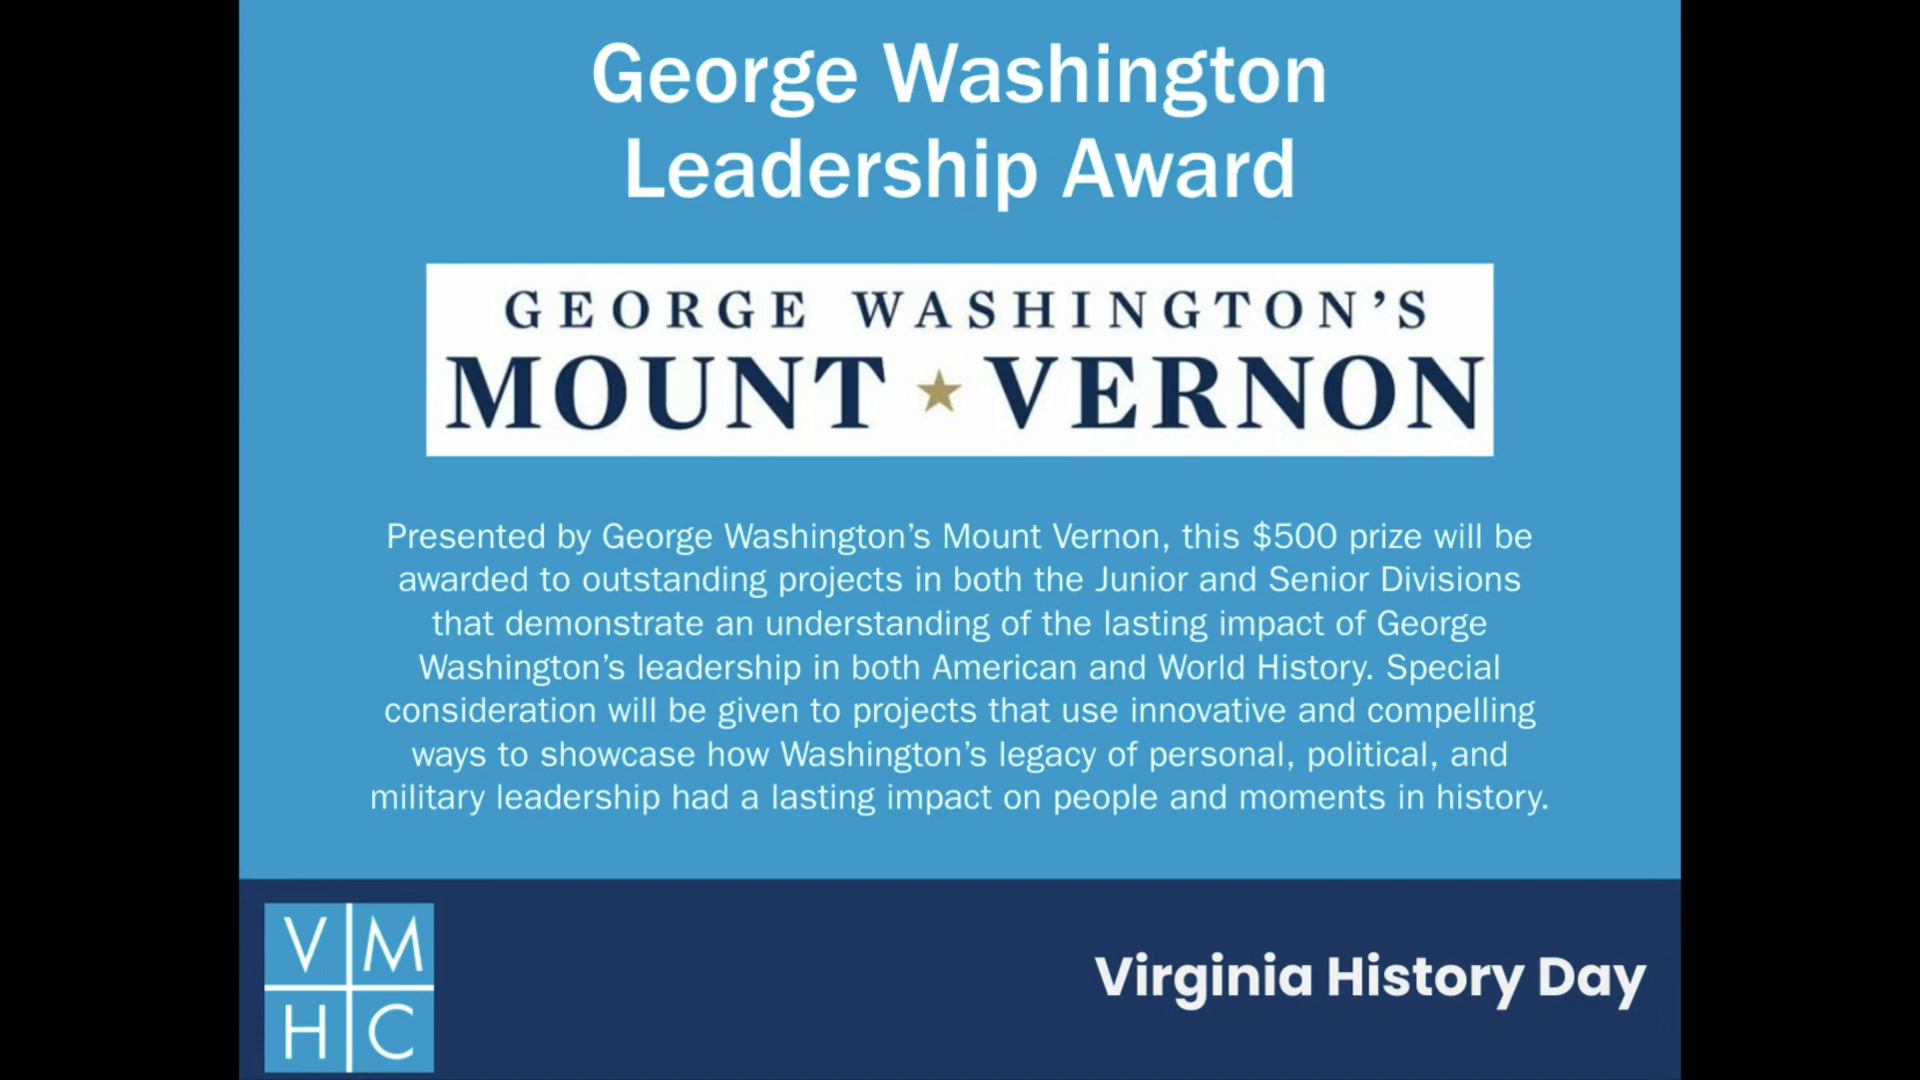 George Washington
Leadership Award
GEORGE WASHINGTON’S
MOUNT VERNON
Presented by George Washington’s Mount Vernon, this $500 prize will be
awarded to outstanding projects in both the Junior and Senior Divisions
that demonstrate an understanding of the lasting impact of George
Washington’s leadership in both American and World History. Special
consideration will be given to projects that use innovative and compelling
ways to showcase how Washington’s legacy of personal, political, and
military leadership had a lasting impact on people and moments in history.
V M
H C
Virginia History Day